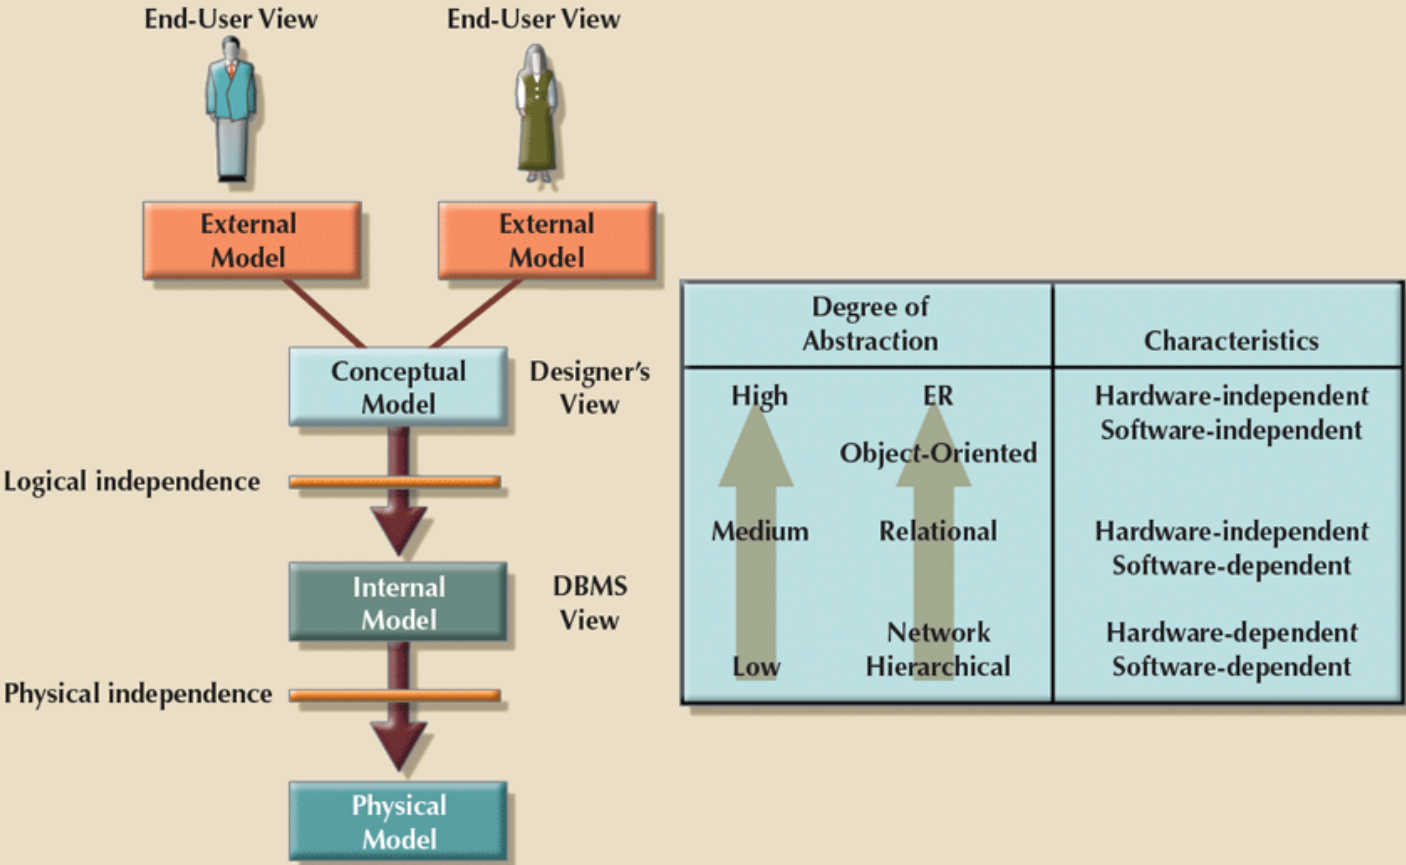 End-User View
End-User View
External
Model
External
Model
Conceptual
Model
Designer's
View
Logical independence
Internal
Model
DBMS
View
Physical independence
Physical
Model
Degree of
Abstraction
Characteristics
High
ER
Hardware-independent
Software-independent
Object-Oriented
Medium
Relational
Hardware-independent
Software-dependent
Low
Network
Hierarchical
Hardware-dependent
Software-dependent